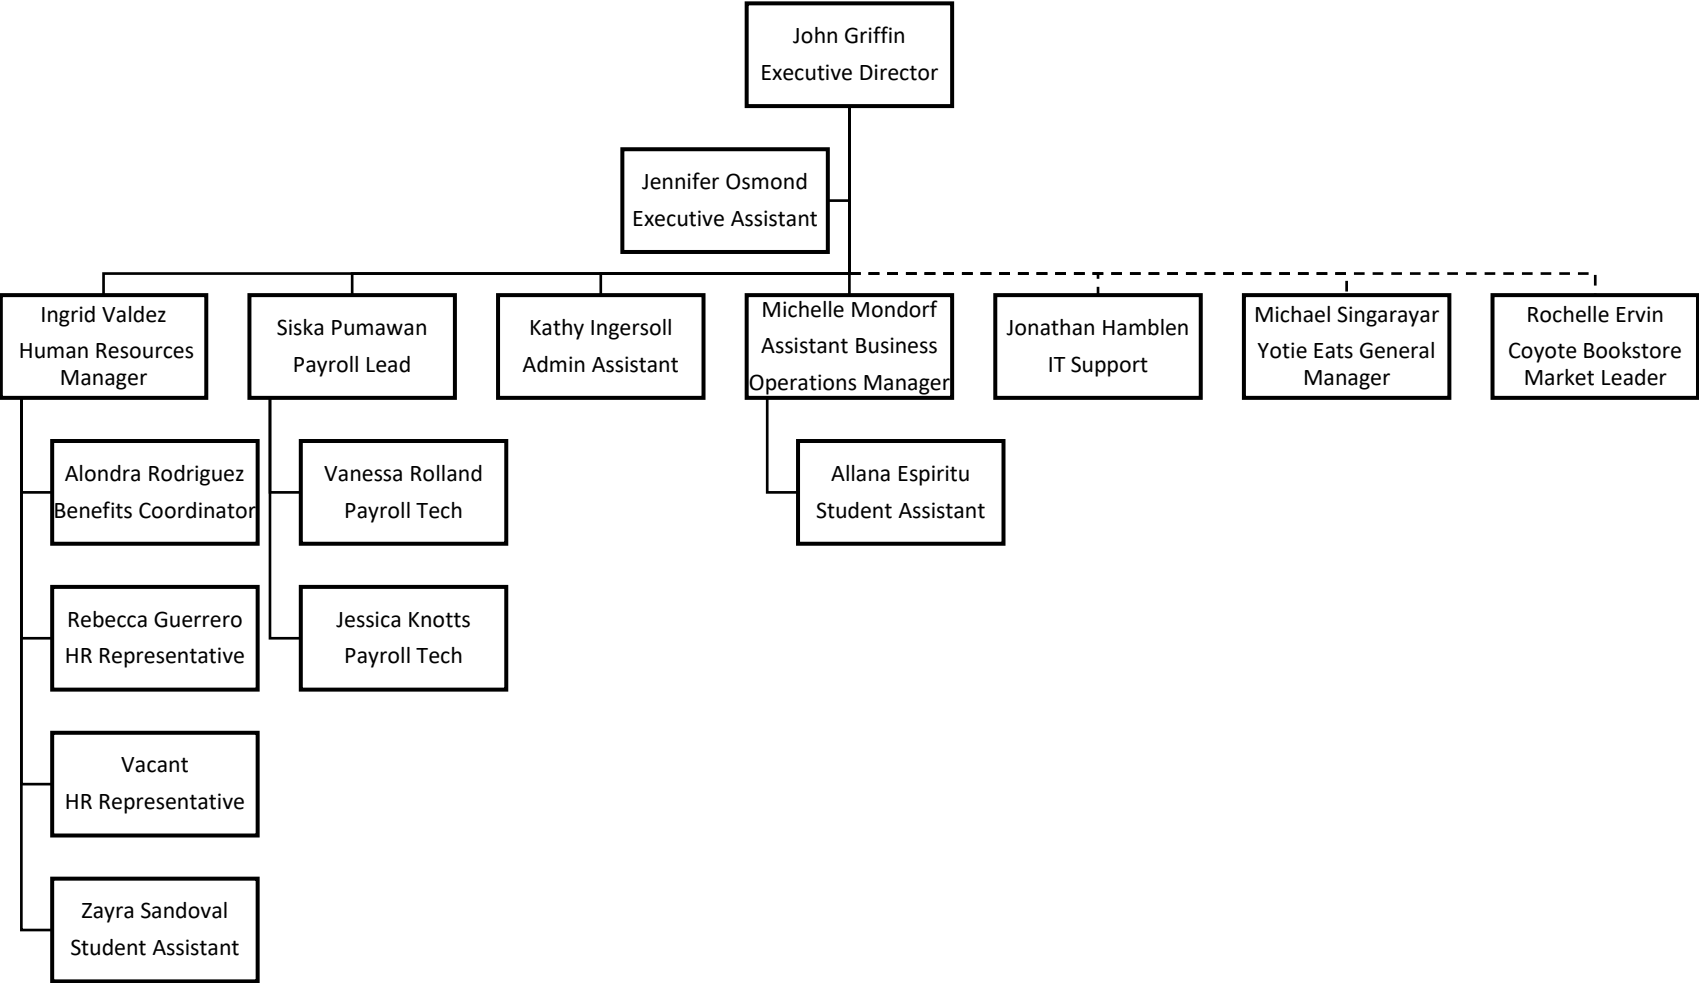 John Griffin
Executive Director
Jennifer Osmond
Executive Assistant
Ingrid Valdez
Human Resources
Manager
Siska Pumawan
Payroll Lead
Kathy Ingersoll
Admin Assistant
Michelle Mondorf
Assistant Business
Operations Manager
Jonathan Hamblen
IT Support
Michael Singarayar
Yotie Eats General
Manager
Rochelle Ervin
Coyote Bookstore
Market Leader
Alondra Rodriguez
Benefits Coordinator
Vanessa Rolland
Payroll Tech
Allana Espiritu
Student Assistant
Rebecca Guerrero
HR Representative
Jessica Knotts
Payroll Tech
Vacant
HR Representative
Zayra Sandoval
Student Assistant